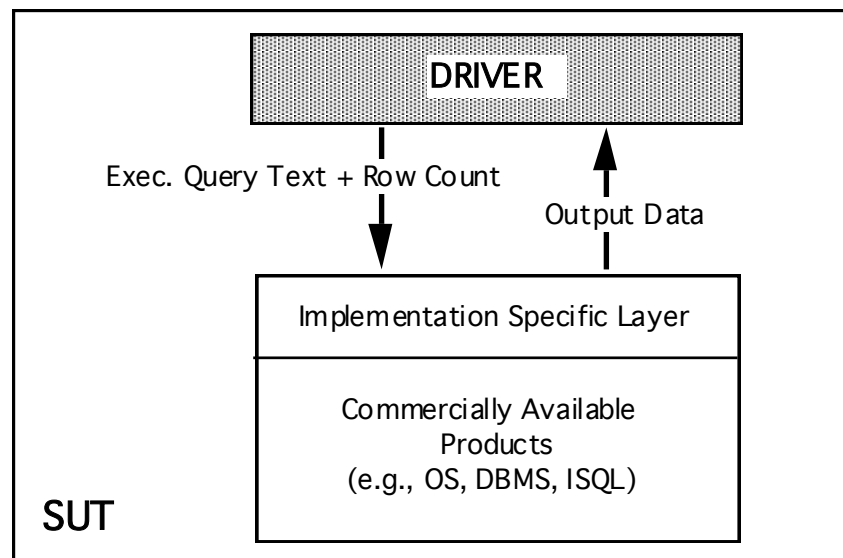 DRIVER
Exec. Query Text + Row Count
Output Data
Implementation Specific Layer
Commercially Available
Products
(e.g., OS, DBMS, ISQL)
SUT